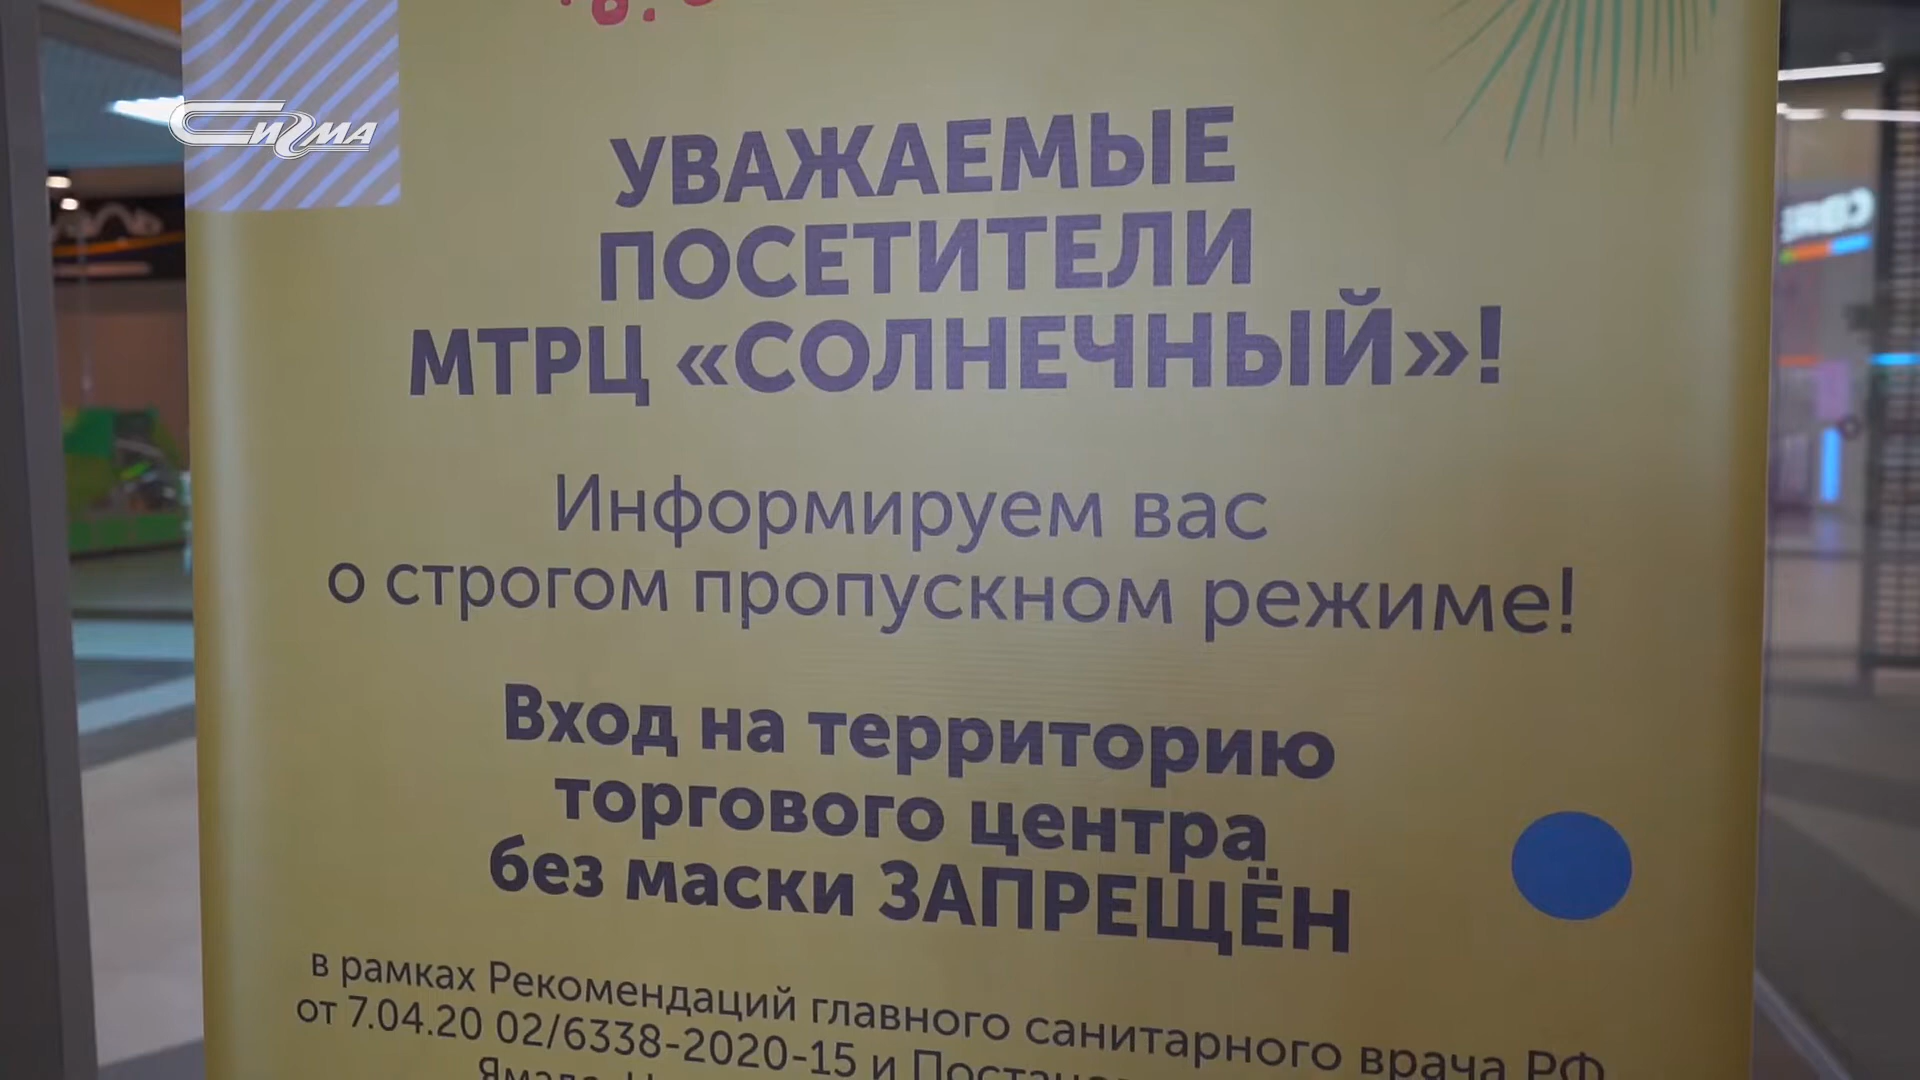 СИГМА
УВАЖАЕМЫЕ
ПОСЕТИТЕЛИ
МТРЦ «СОЛНЕЧНЫЙ»!
Информируем вас
о строгом пропускном режиме!
Вход на территорию
торгового центра
без маски ЗАПРЕЩЁН
в рамках Рекомендаций главного санитарного врача РФ
от 7.04.20 02/6338-2020-15 и